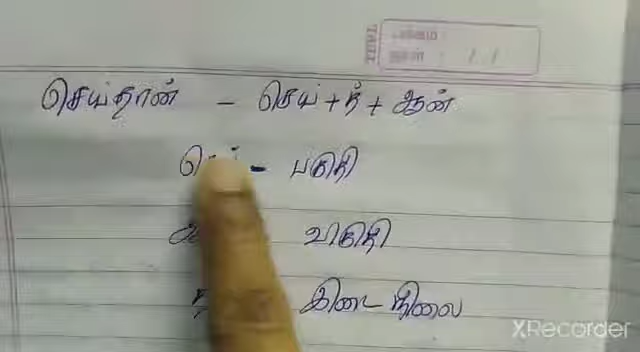 செய்தான் - செய் + த் + ஆன்
- பகுதி
விகுதி
இடை நிலை
XRecorder